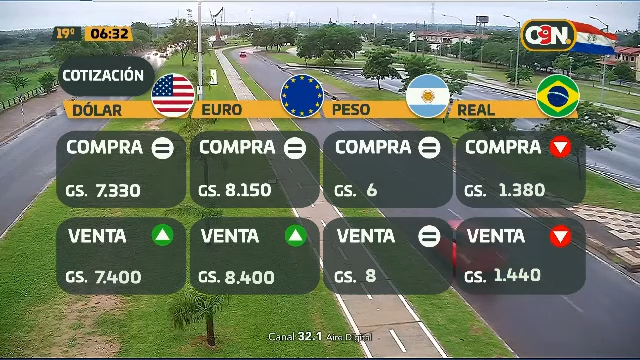 19º 06:32
C9N
COTIZACIÓN
DÓLAR EURO PESO REAL
COMPRA COMPRA COMPRA COMPRA
GS. 7.330 GS. 8.150 GS. 6 GS. 1.380
VENTA VENTA VENTA VENTA
GS. 7.400 GS. 8.400 GS. 8 GS. 1.440
Canal 32.1 Aire Digital